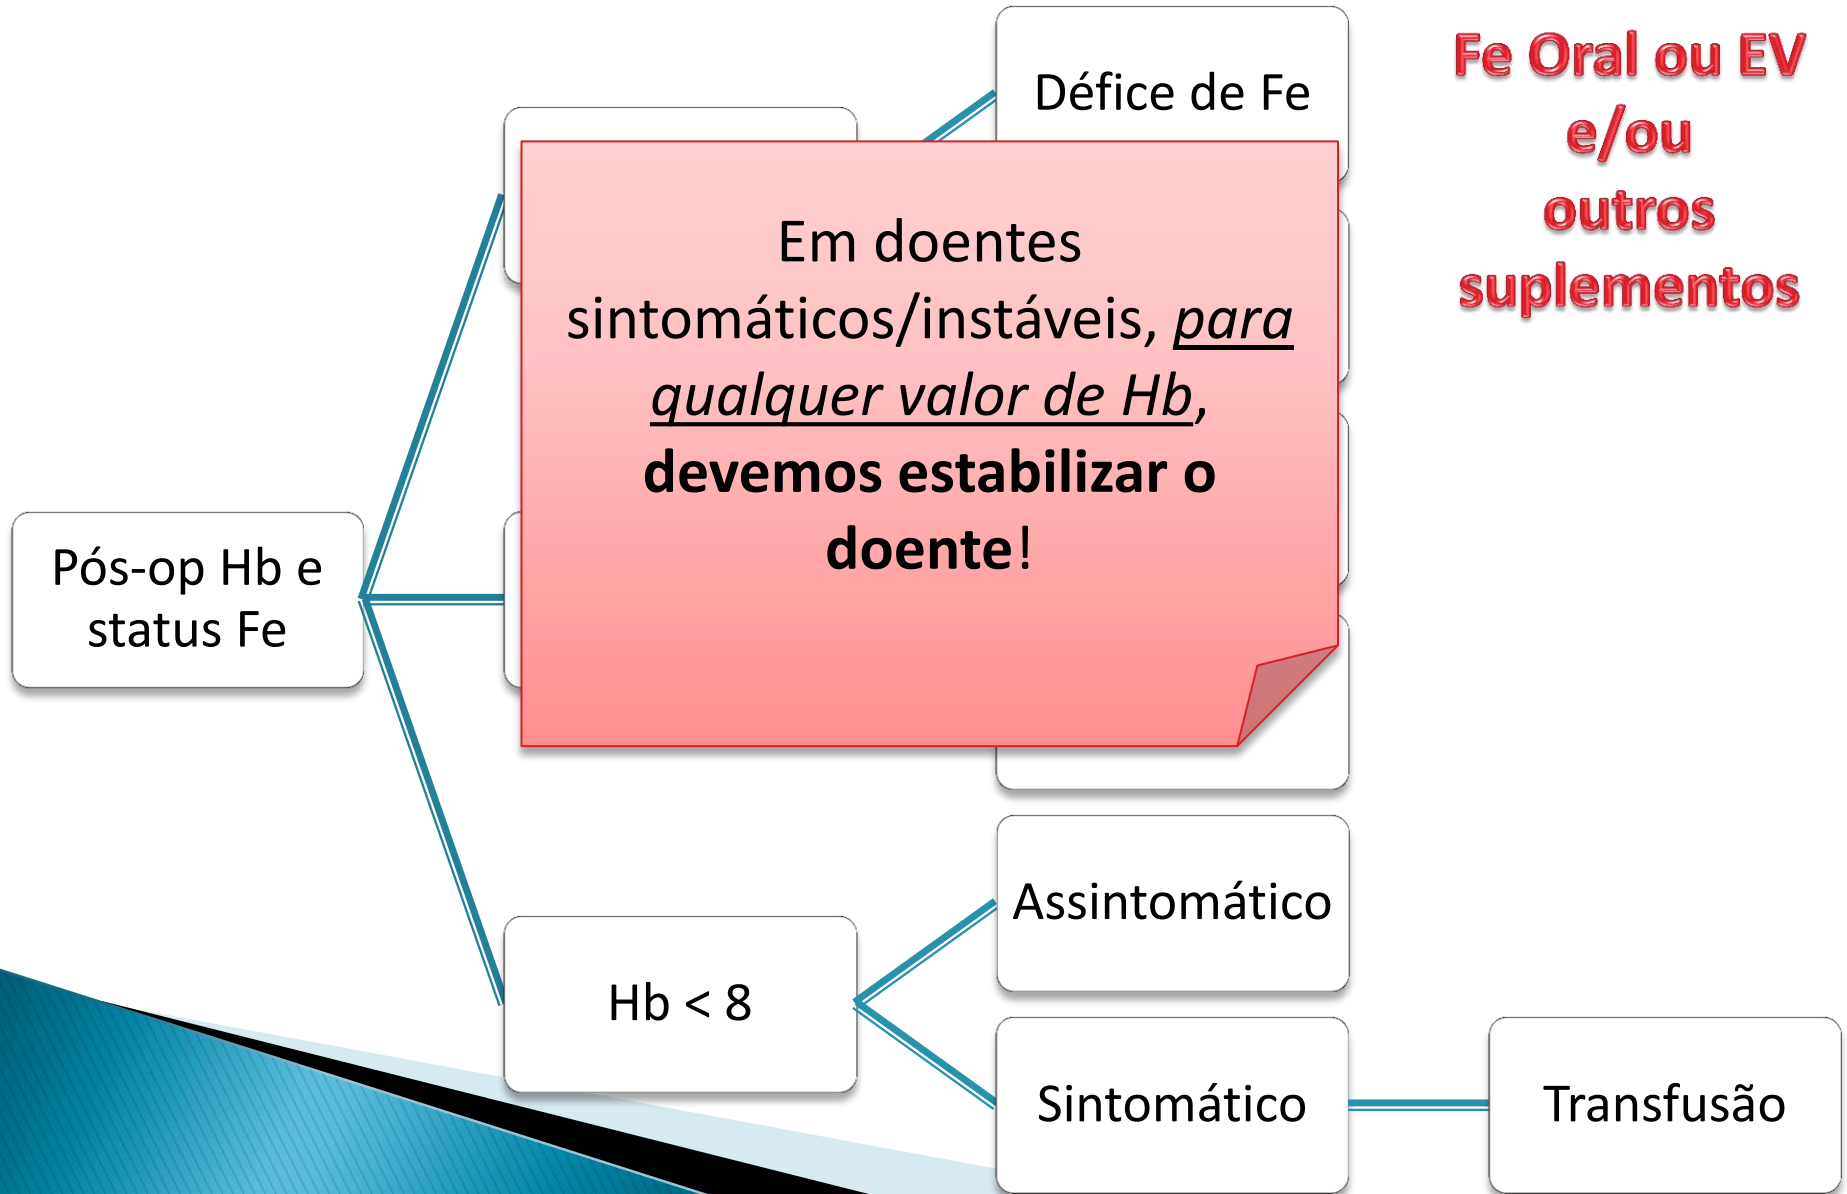 Défice de Fe
Fe Oral ou EV
e/ou
outros
suplementos
Em doentes
sintomáticos/instáveis, para
qualquer valor de Hb,
devemos estabilizar o
doente!
Pós-op Hb e
status Fe
Assintomático
Hb < 8
Sintomático
Transfusão